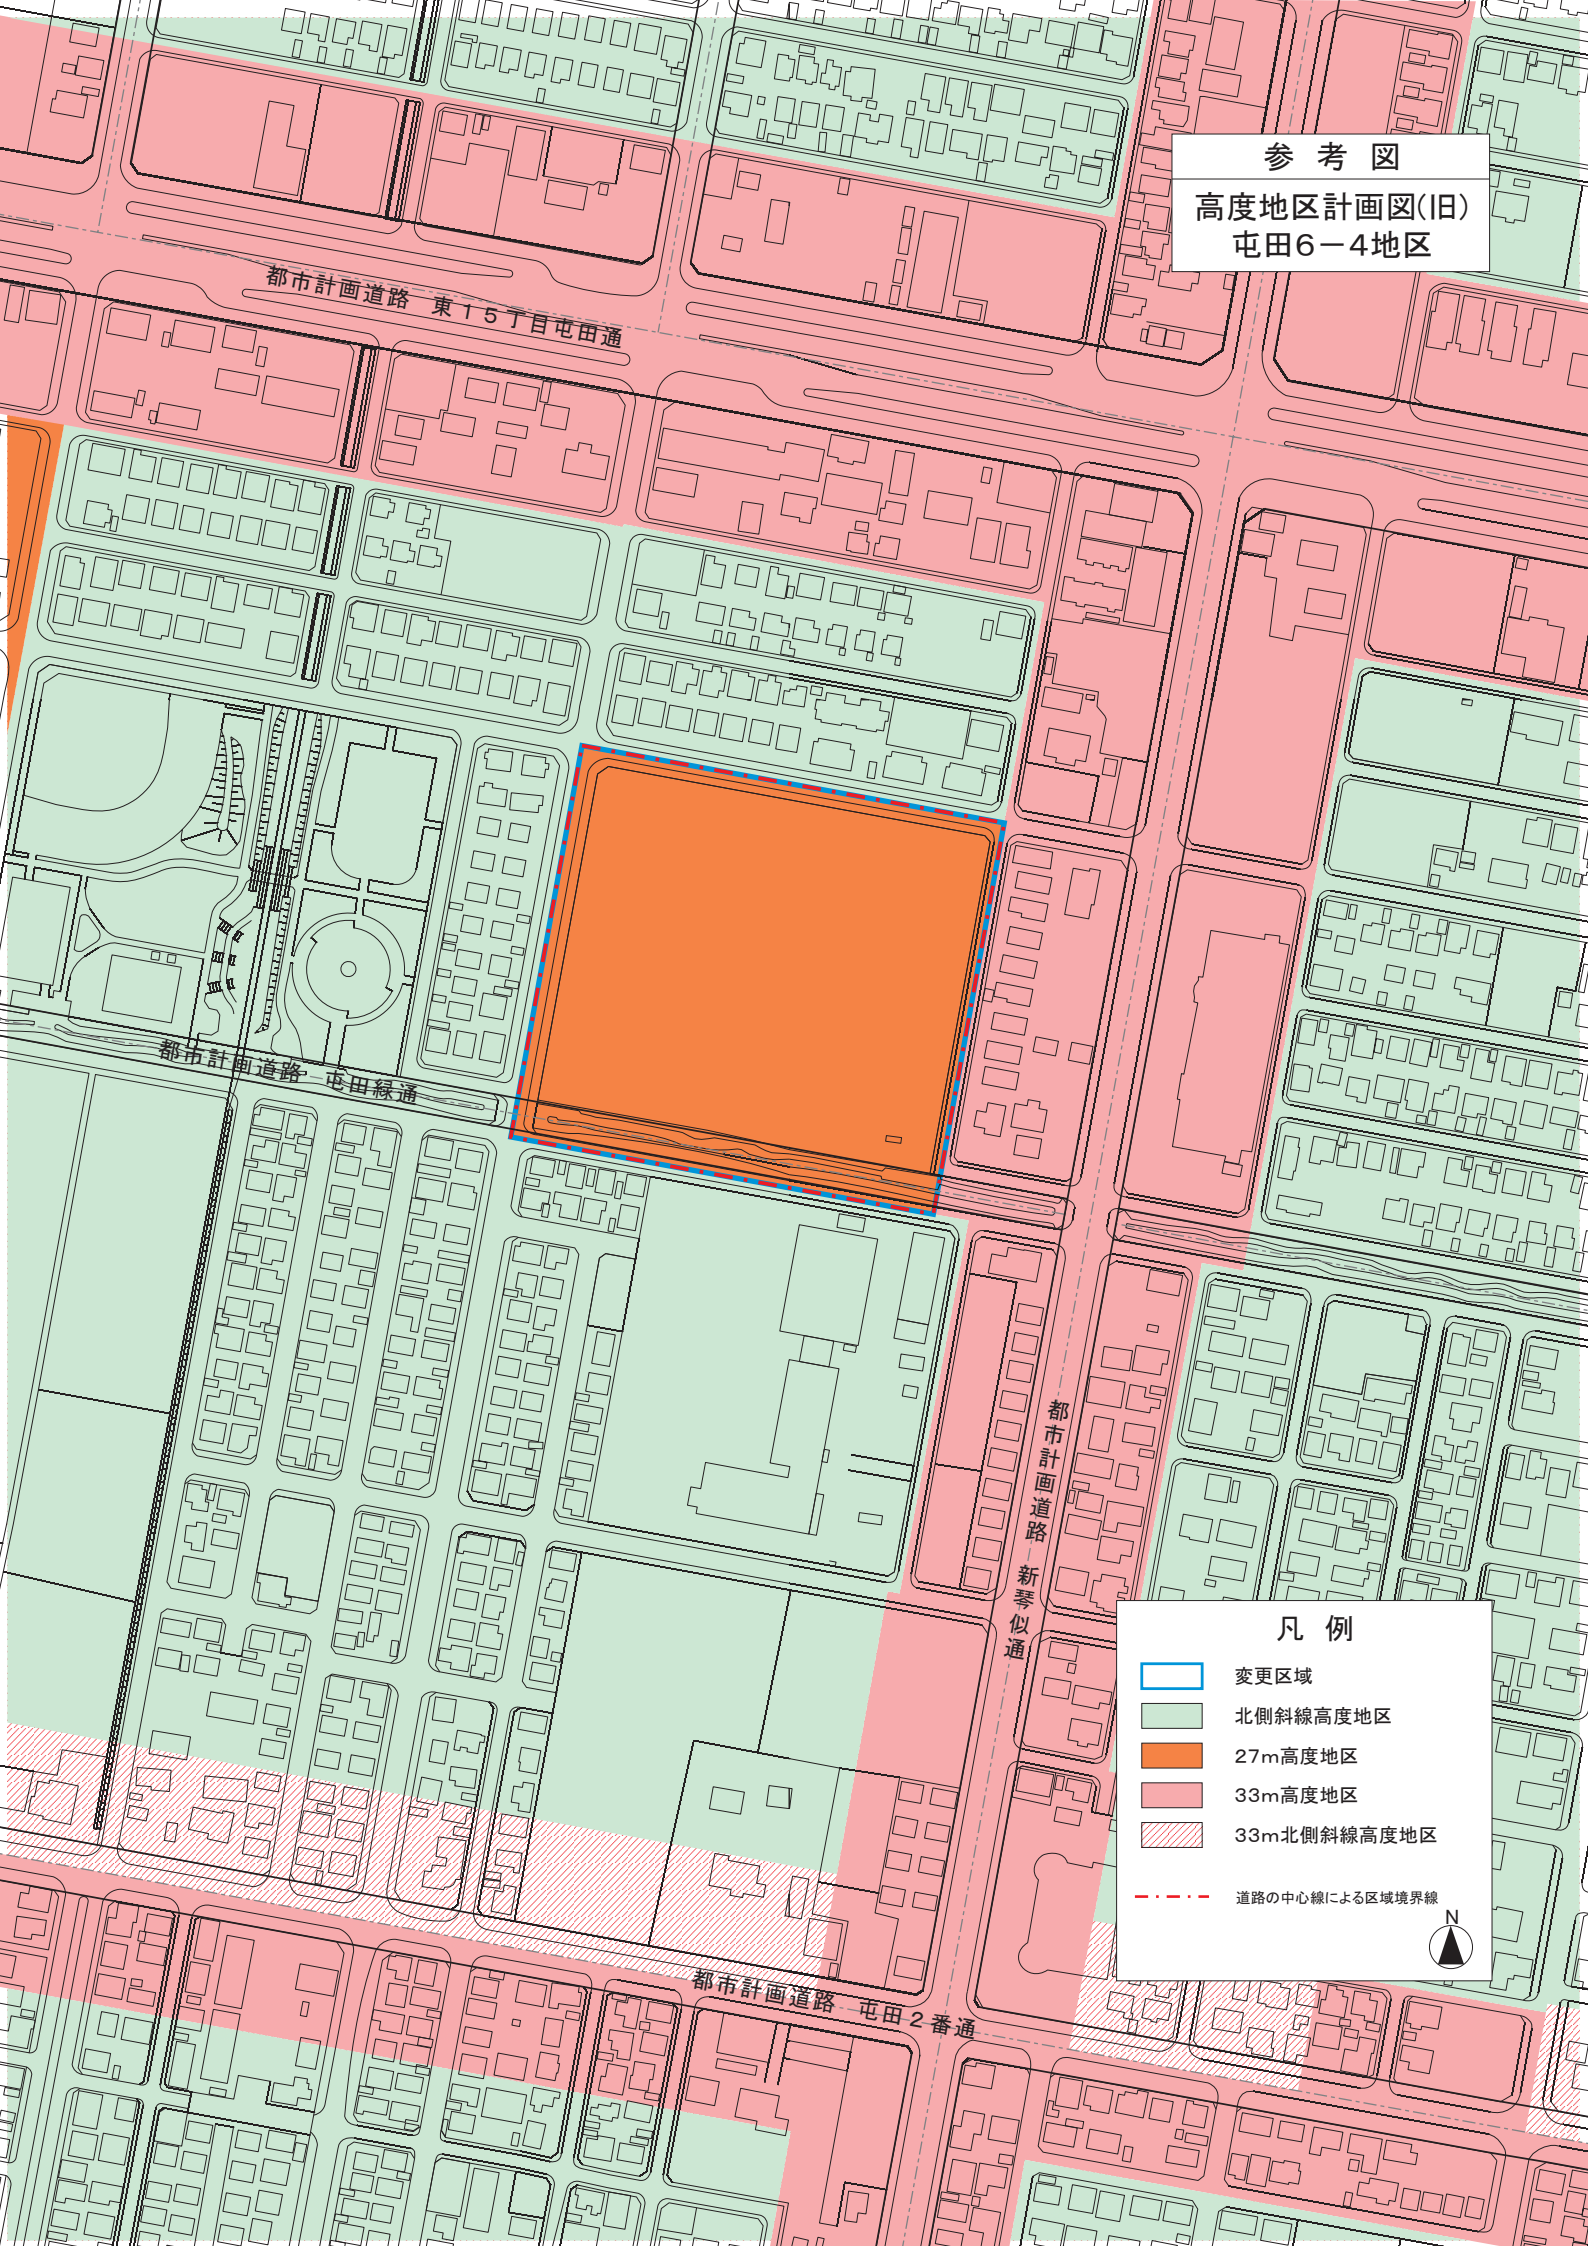 参考図
高度地区計画図(旧)
屯田6－4地区
都市計画道路　東15丁目屯田通
都市計画道路　屯田緑通
都市計画道路　新琴似通
都市計画道路　屯田2番通
凡例
変更区域
北側斜線高度地区
27m高度地区
33m高度地区
33m北側斜線高度地区
道路の中心線による区域境界線
N